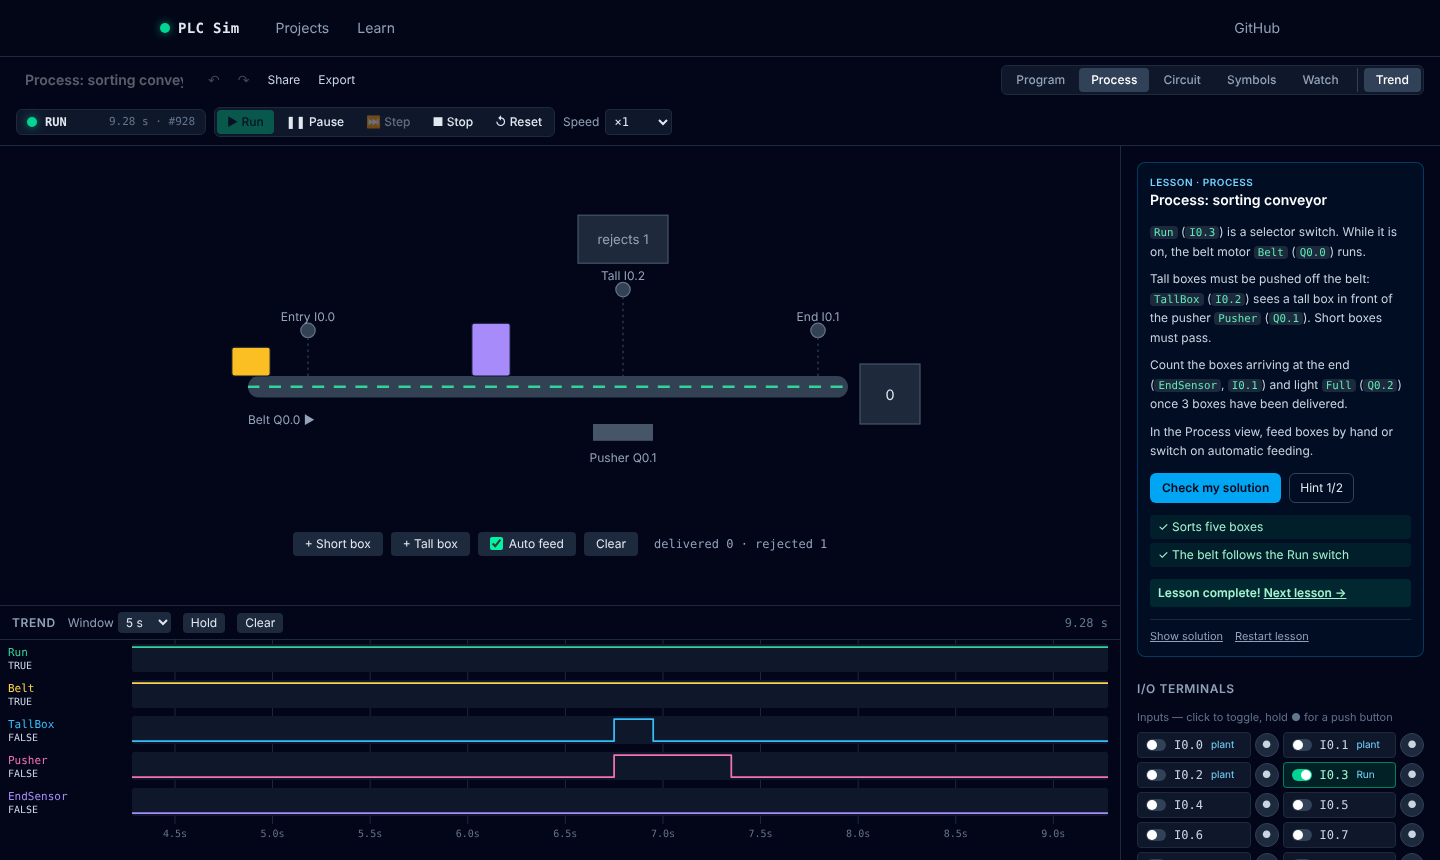 PLC Sim Projects Learn GitHub
Process: sorting convey Share Export Program Process Circuit Symbols Watch Trend
RUN 9.28 s · #928 ▶ Run ❚❚ Pause ⏭ Step ■ Stop ↺ Reset Speed ×1
rejects 1
Tall I0.2
Entry I0.0
End I0.1
0
Belt Q0.0 ▶
Pusher Q0.1
+ Short box + Tall box Auto feed Clear delivered 0 · rejected 1
TREND Window 5 s Hold Clear 9.28 s
Run
TRUE
Belt
TRUE
TallBox
FALSE
Pusher
FALSE
EndSensor
FALSE
4.5s 5.0s 5.5s 6.0s 6.5s 7.0s 7.5s 8.0s 8.5s 9.0s
LESSON · PROCESS
Process: sorting conveyor
Run (I0.3) is a selector switch. While it is
on, the belt motor Belt (Q0.0) runs.
Tall boxes must be pushed off the belt:
TallBox (I0.2) sees a tall box in front of
the pusher Pusher (Q0.1). Short boxes
must pass.
Count the boxes arriving at the end
(EndSensor, I0.1) and light Full (Q0.2)
once 3 boxes have been delivered.
In the Process view, feed boxes by hand or
switch on automatic feeding.
Check my solution Hint 1/2
✓ Sorts five boxes
✓ The belt follows the Run switch
Lesson complete! Next lesson →
Show solution Restart lesson
I/O TERMINALS
Inputs — click to toggle, hold ● for a push button
I0.0 plant I0.1 plant
I0.2 plant I0.3 Run
I0.4 I0.5
I0.6 I0.7